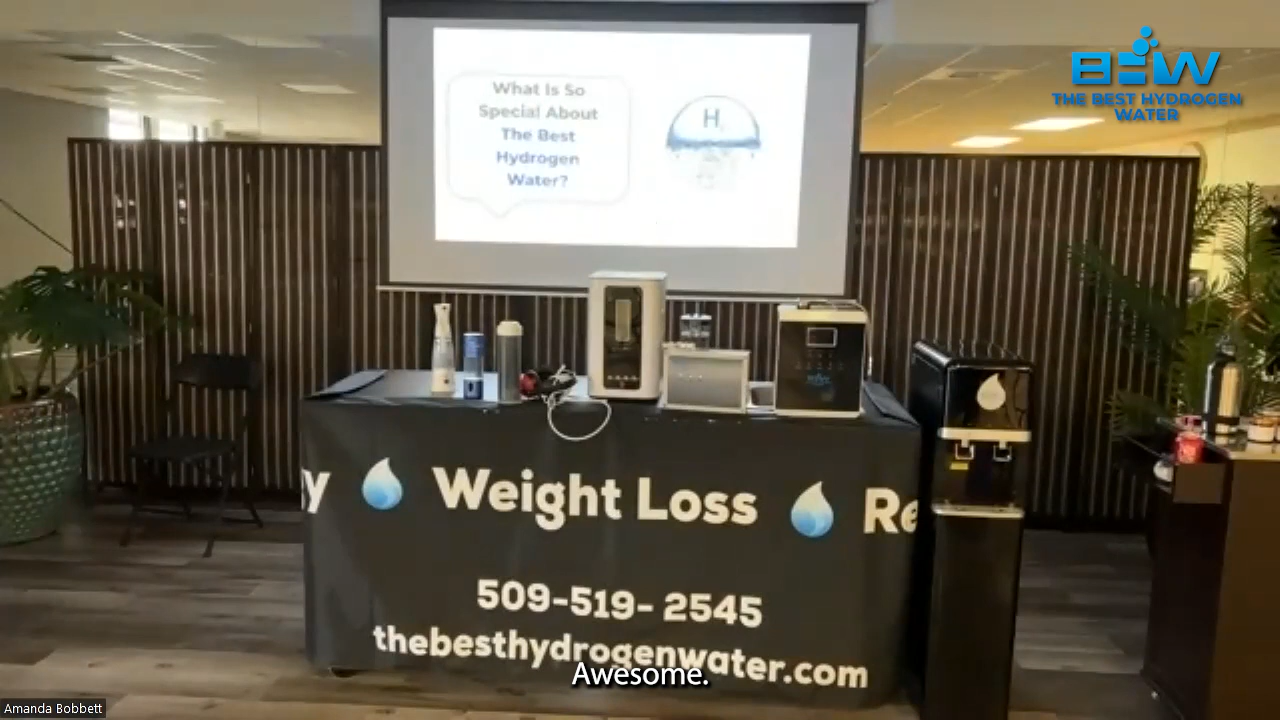 What Is So
Special About
The Best
Hydrogen
Water?
H
BHW
THE BEST HYDROGEN
WATER
y Weight Loss Re
509-519- 2545
thebesthydrogenwater.com
Awesome.
Amanda Bobbett